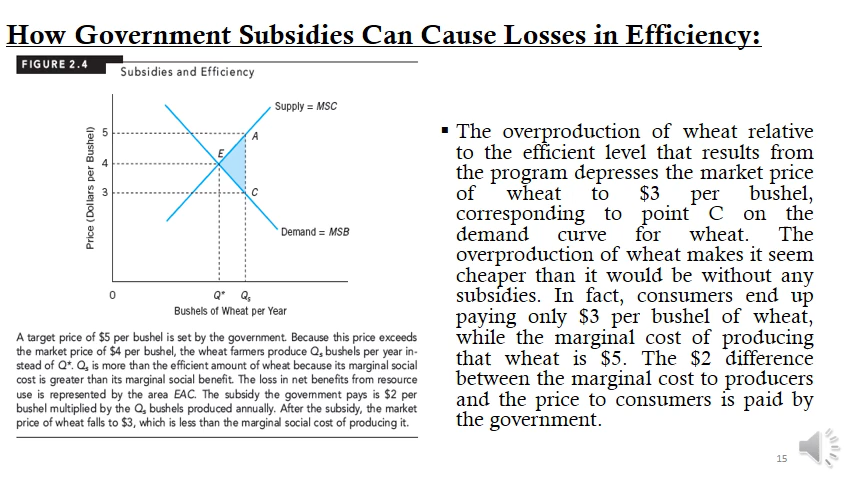 How Government Subsidies Can Cause Losses in Efficiency:
FIGURE 2.4
Subsidies and Efficiency
Supply = MSC
5
A
E
4
3
C
Price (Dollars per Bushel)
Demand = MSB
0
Q* Qs
Bushels of Wheat per Year
A target price of $5 per bushel is set by the government. Because this price exceeds
the market price of $4 per bushel, the wheat farmers produce Qs bushels per year in-
stead of Q*. Qs is more than the efficient amount of wheat because its marginal social
cost is greater than its marginal social benefit. The loss in net benefits from resource
use is represented by the area EAC. The subsidy the government pays is $2 per
bushel multiplied by the Qs bushels produced annually. After the subsidy, the market
price of wheat falls to $3, which is less than the marginal social cost of producing it.
▪ The overproduction of wheat relative
to the efficient level that results from
the program depresses the market price
of wheat to $3 per bushel,
corresponding to point C on the
demand curve for wheat. The
overproduction of wheat makes it seem
cheaper than it would be without any
subsidies. In fact, consumers end up
paying only $3 per bushel of wheat,
while the marginal cost of producing
that wheat is $5. The $2 difference
between the marginal cost to producers
and the price to consumers is paid by
the government.
15